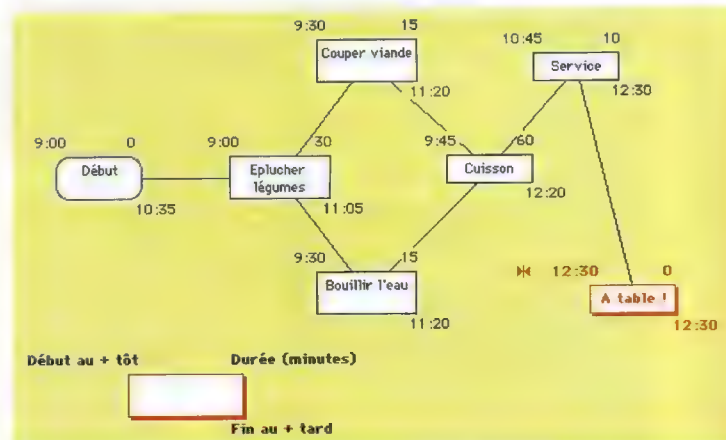 9:30 15
Couper viande
11:20
10:45 10
Service
12:30
9:00 0
Début
10:35
9:00 30
Eplucher
légumes
11:05
9:45 60
Cuisson
12:20
9:30 15
Bouillir l'eau
11:20
12:30 0
A table !
12:30
Début au + tôt
Durée (minutes)
Fin au + tard